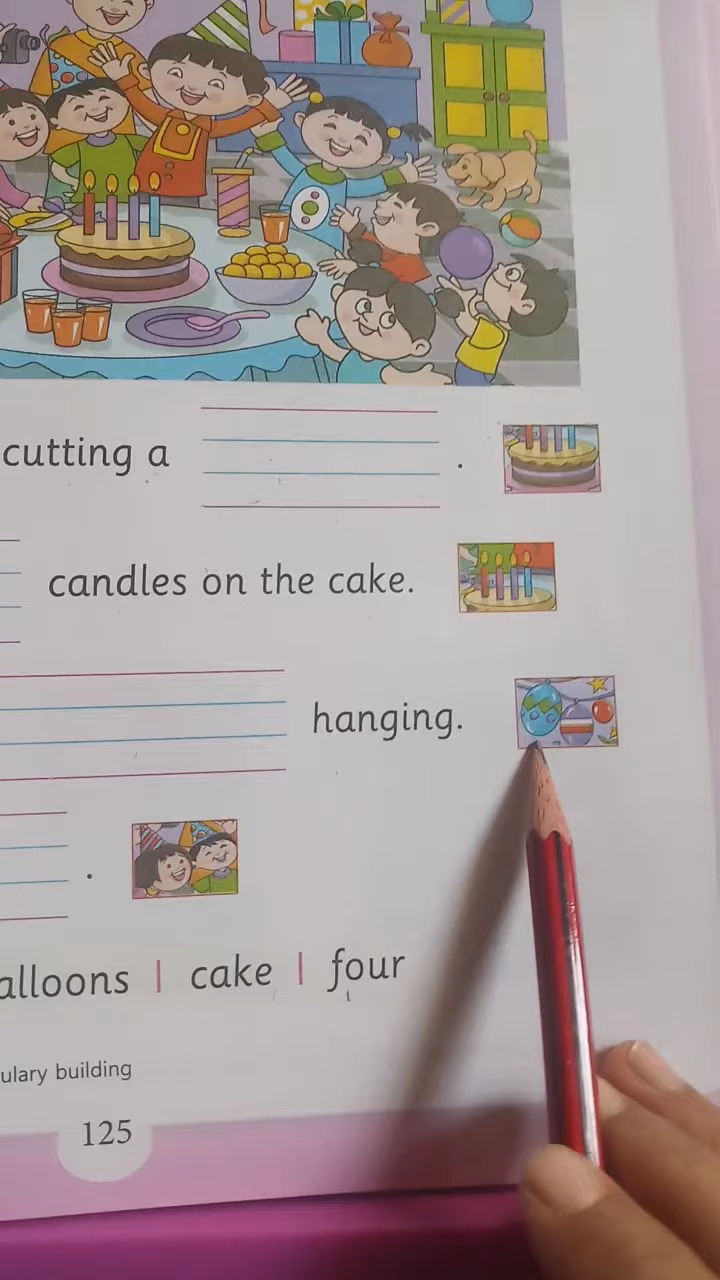 cutting a .
candles on the cake.
hanging.
.
alloons | cake | four
ulary building
125